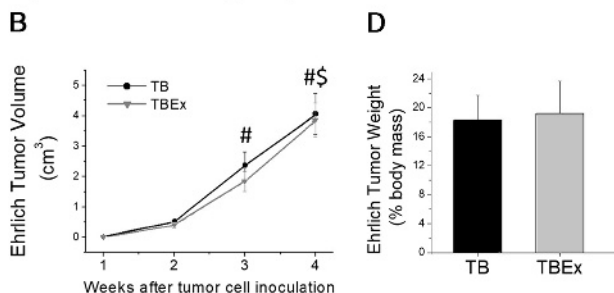 B
Ehrlich Tumor Volume
(cm³)
5
4
3
2
1
0
TB
TBEx
#
#$
1 2 3 4
Weeks after tumor cell inoculation
D
Ehrlich Tumor Weight
(% body mass)
28
24
20
16
12
8
4
0
TB TBEx